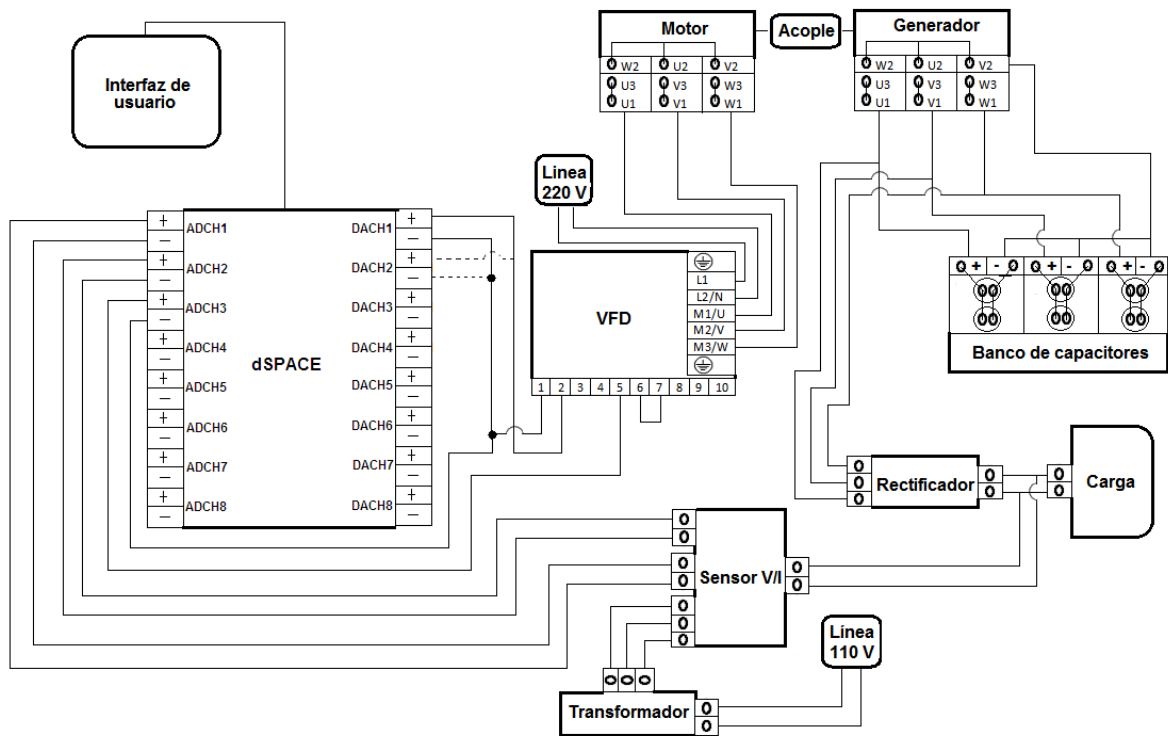 Motor
Acople
Generador
W2 U2 V2
U3 V3 W3
U1 V1 W1
W2 U2 V2
U3 V3 W3
U1 V1 W1
Interfaz de
usuario
Linea
220 V
dSPACE
+ ADCH1
−
+ ADCH2
−
+ ADCH3
−
+ ADCH4
−
+ ADCH5
−
+ ADCH6
−
+ ADCH7
−
+ ADCH8
−
DACH1 +
−
DACH2 +
−
DACH3 +
−
DACH4 +
−
DACH5 +
−
DACH6 +
−
DACH7 +
−
DACH8 +
−
VFD
L1
L2/N
M1/U
M2/V
M3/W
1 2 3 4 5 6 7 8 9 10
+ - + - + -
Banco de capacitores
Rectificador
Carga
Sensor V/I
Línea
110 V
Transformador